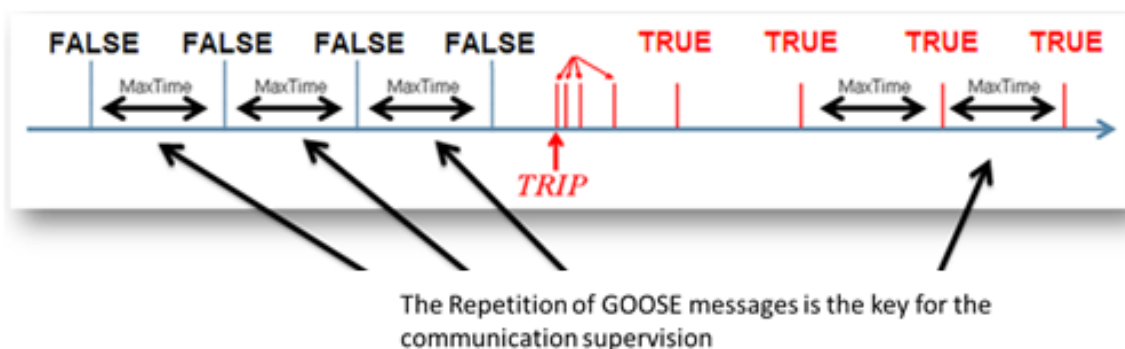 FALSE FALSE FALSE FALSE TRUE TRUE TRUE TRUE
MaxTime MaxTime MaxTime MaxTime MaxTime
TRIP
The Repetition of GOOSE messages is the key for the
communication supervision